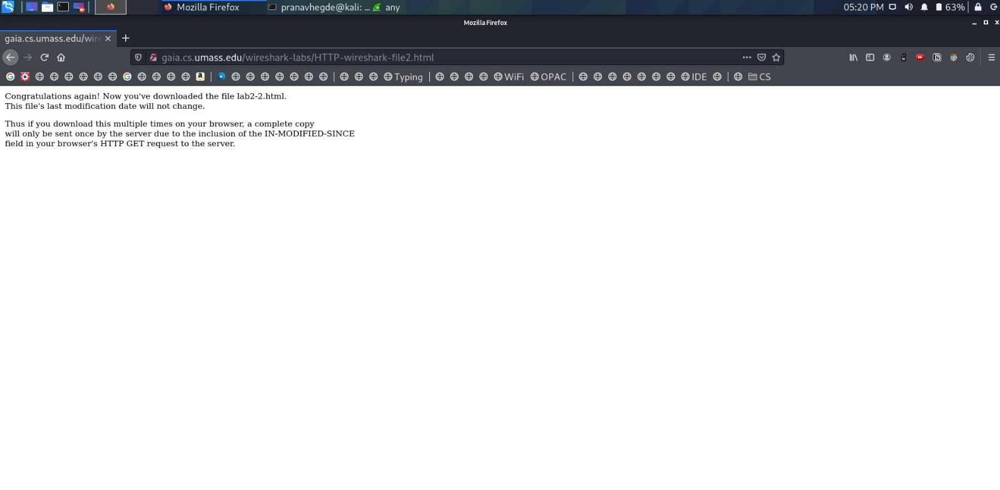 Mozilla Firefox
pranavhegde@kali: ...
any
05:20 PM
63%
Mozilla Firefox
gaia.cs.umass.edu/wire
gaia.cs.umass.edu/wireshark-labs/HTTP-wireshark-file2.html
Typing
WiFi
OPAC
IDE
CS
Congratulations again! Now you've downloaded the file lab2-2.html.
This file's last modification date will not change.
Thus if you download this multiple times on your browser, a complete copy
will only be sent once by the server due to the inclusion of the IN-MODIFIED-SINCE
field in your browser's HTTP GET request to the server.